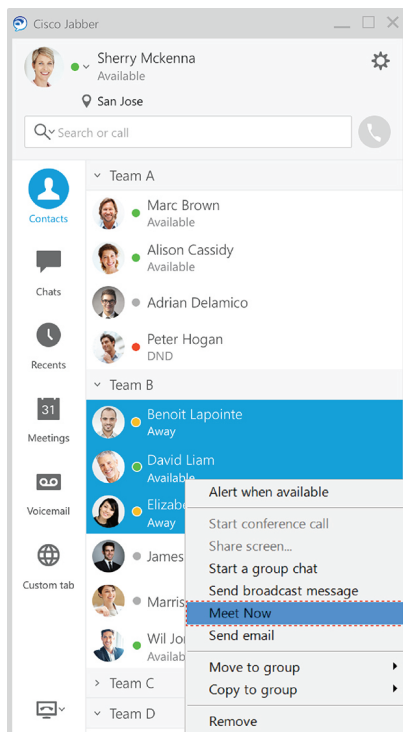 Cisco Jabber
Sherry Mckenna
Available
San Jose
Search or call
Contacts
Chats
Recents
31
Meetings
Voicemail
Custom tab
Team A
Marc Brown
Available
Alison Cassidy
Available
Adrian Delamico
Peter Hogan
DND
Team B
Benoit Lapointe
Away
David Liam
Available
Away
James
Wil
Team C
Team D
Alert when available
Start conference call
Share screen...
Start a group chat
Send broadcast message
Meet Now
Send email
Move to group
Copy to group
Remove